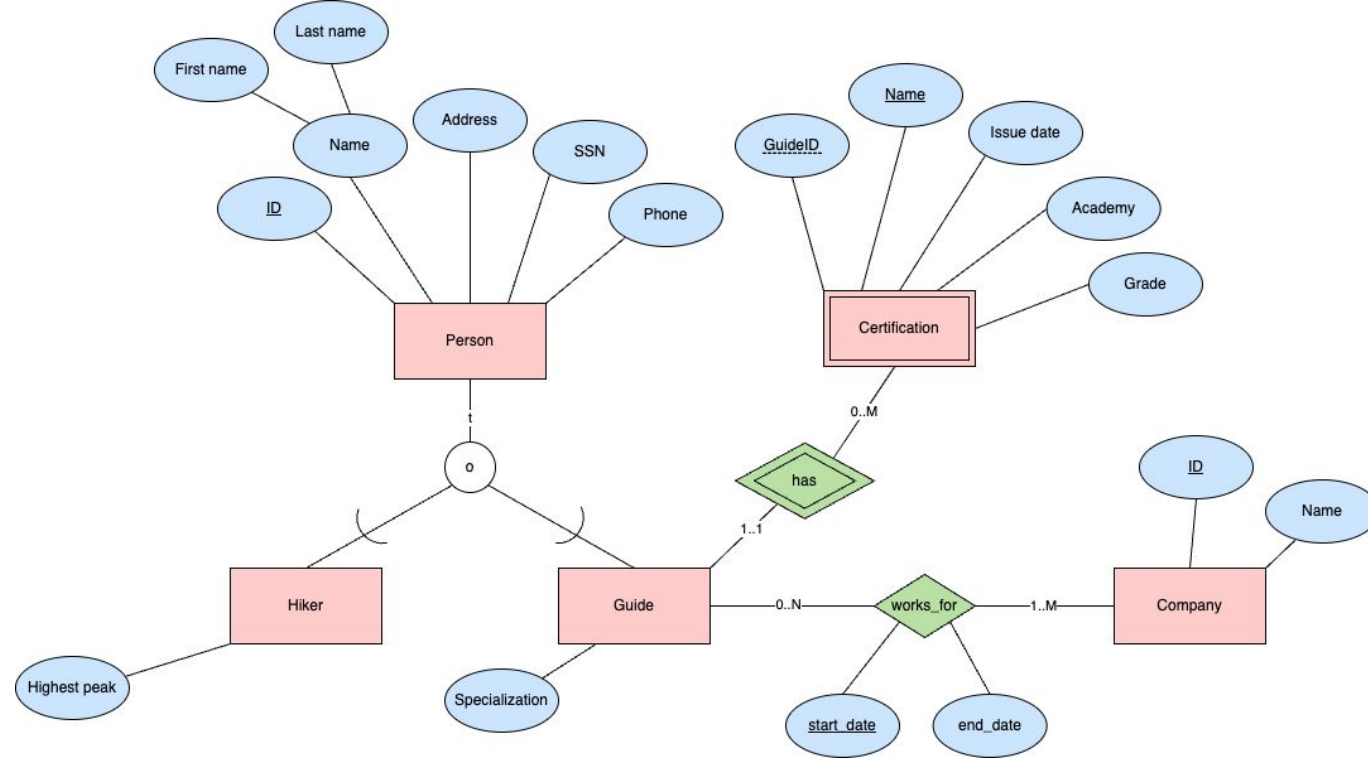 Last name
First name
Name
Address
SSN
ID
Phone
Person
t
o
Hiker
Highest peak
Guide
Specialization
Name
GuideID
Issue date
Academy
Grade
Certification
0..M
has
1..1
0..N
works_for
1..M
start_date
end_date
ID
Name
Company